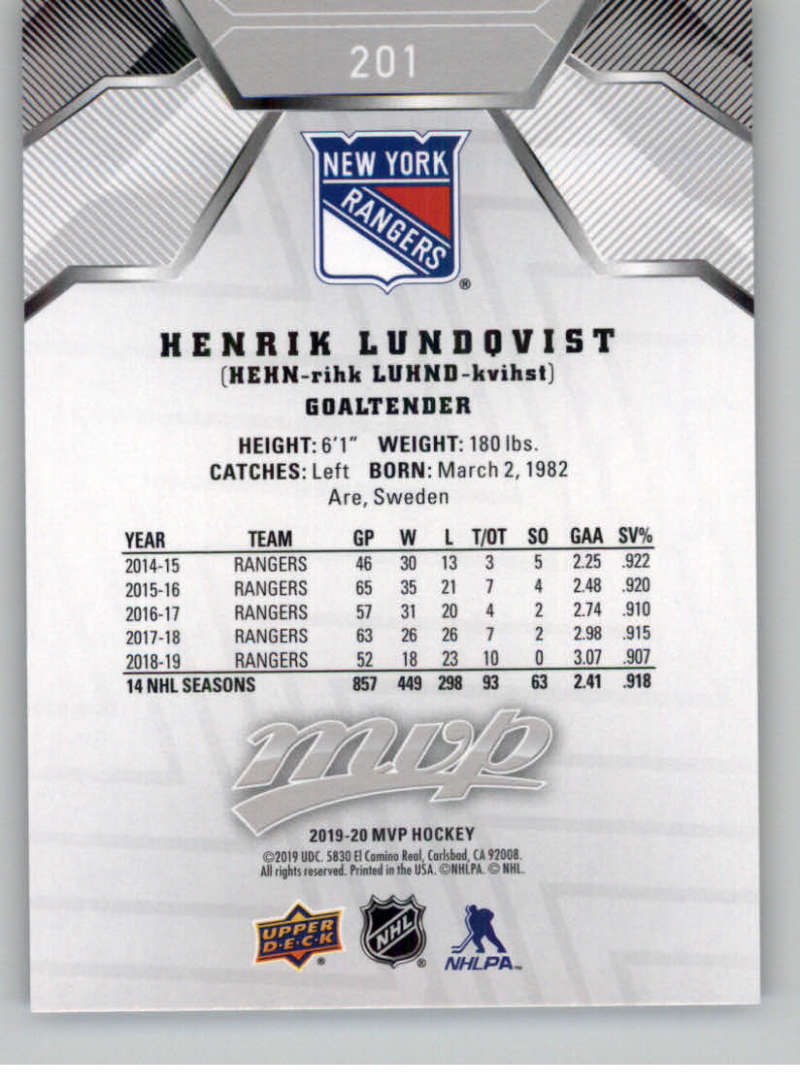 201
NEW YORK
RANGERS
®
HENRIK LUNDQVIST
(HEHN-rihk LUHND-kvihst)
GOALTENDER
HEIGHT: 6'1" WEIGHT: 180 lbs.
CATCHES: Left BORN: March 2, 1982
Are, Sweden
YEAR TEAM GP W L T/OT SO GAA SV%
2014-15 RANGERS 46 30 13 3 5 2.25 .922
2015-16 RANGERS 65 35 21 7 4 2.48 .920
2016-17 RANGERS 57 31 20 4 2 2.74 .910
2017-18 RANGERS 63 26 26 7 2 2.98 .915
2018-19 RANGERS 52 18 23 10 0 3.07 .907
14 NHL SEASONS 857 449 298 93 63 2.41 .918
mvp
2019-20 MVP HOCKEY
©2019 UDC. 5830 El Camino Real, Carlsbad, CA 92008.
All rights reserved. Printed in the USA. ©NHLPA. © NHL.
UPPER
D·E·C·K
®
NHL
®
NHLPA™